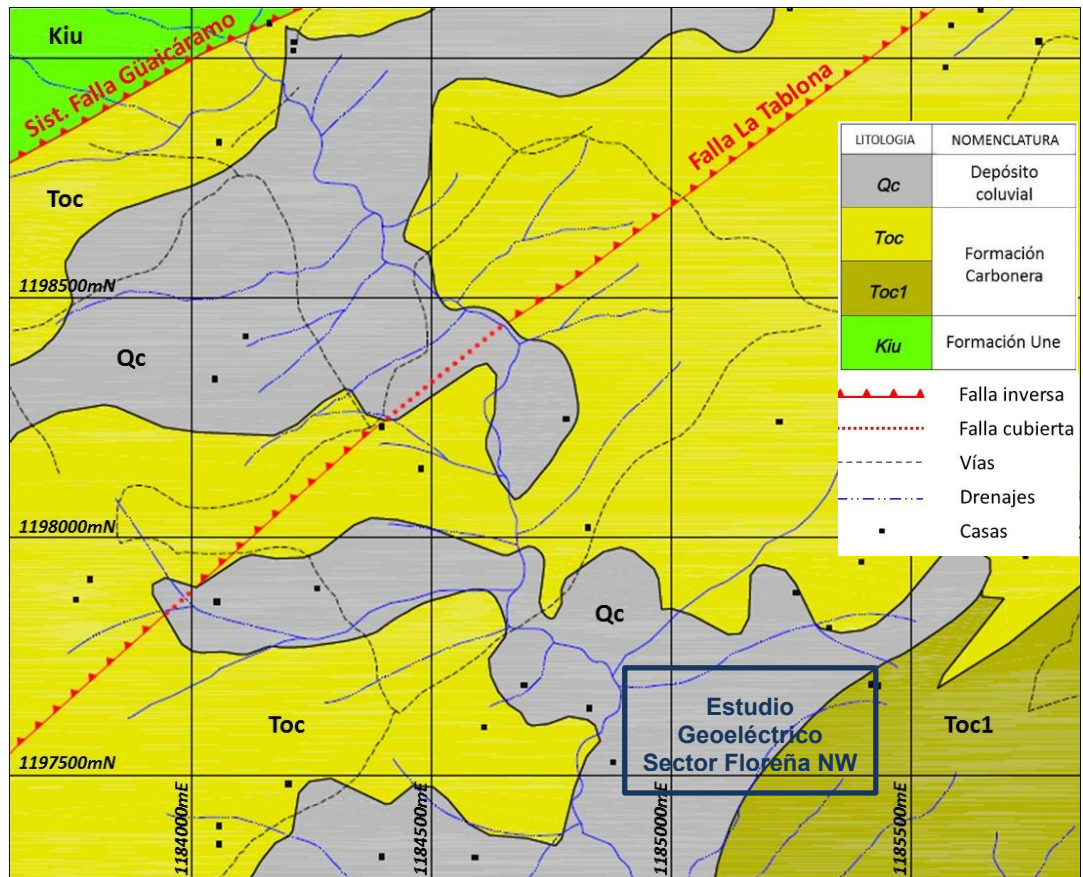 Kiu
Sist. Falla Güaicáramo
Falla La Tablona
Toc
1198500mN
Qc
1198000mN
Qc
Toc
Estudio
Geoeléctrico
Sector Floreña NW
Toc1
1197500mN
1184000mE
1184500mE
1185000mE
1185500mE
LITOLOGIA
NOMENCLATURA
Qc
Depósito
coluvial
Toc
Toc1
Formación
Carbonera
Kiu
Formación Une
Falla inversa
Falla cubierta
Vías
Drenajes
Casas